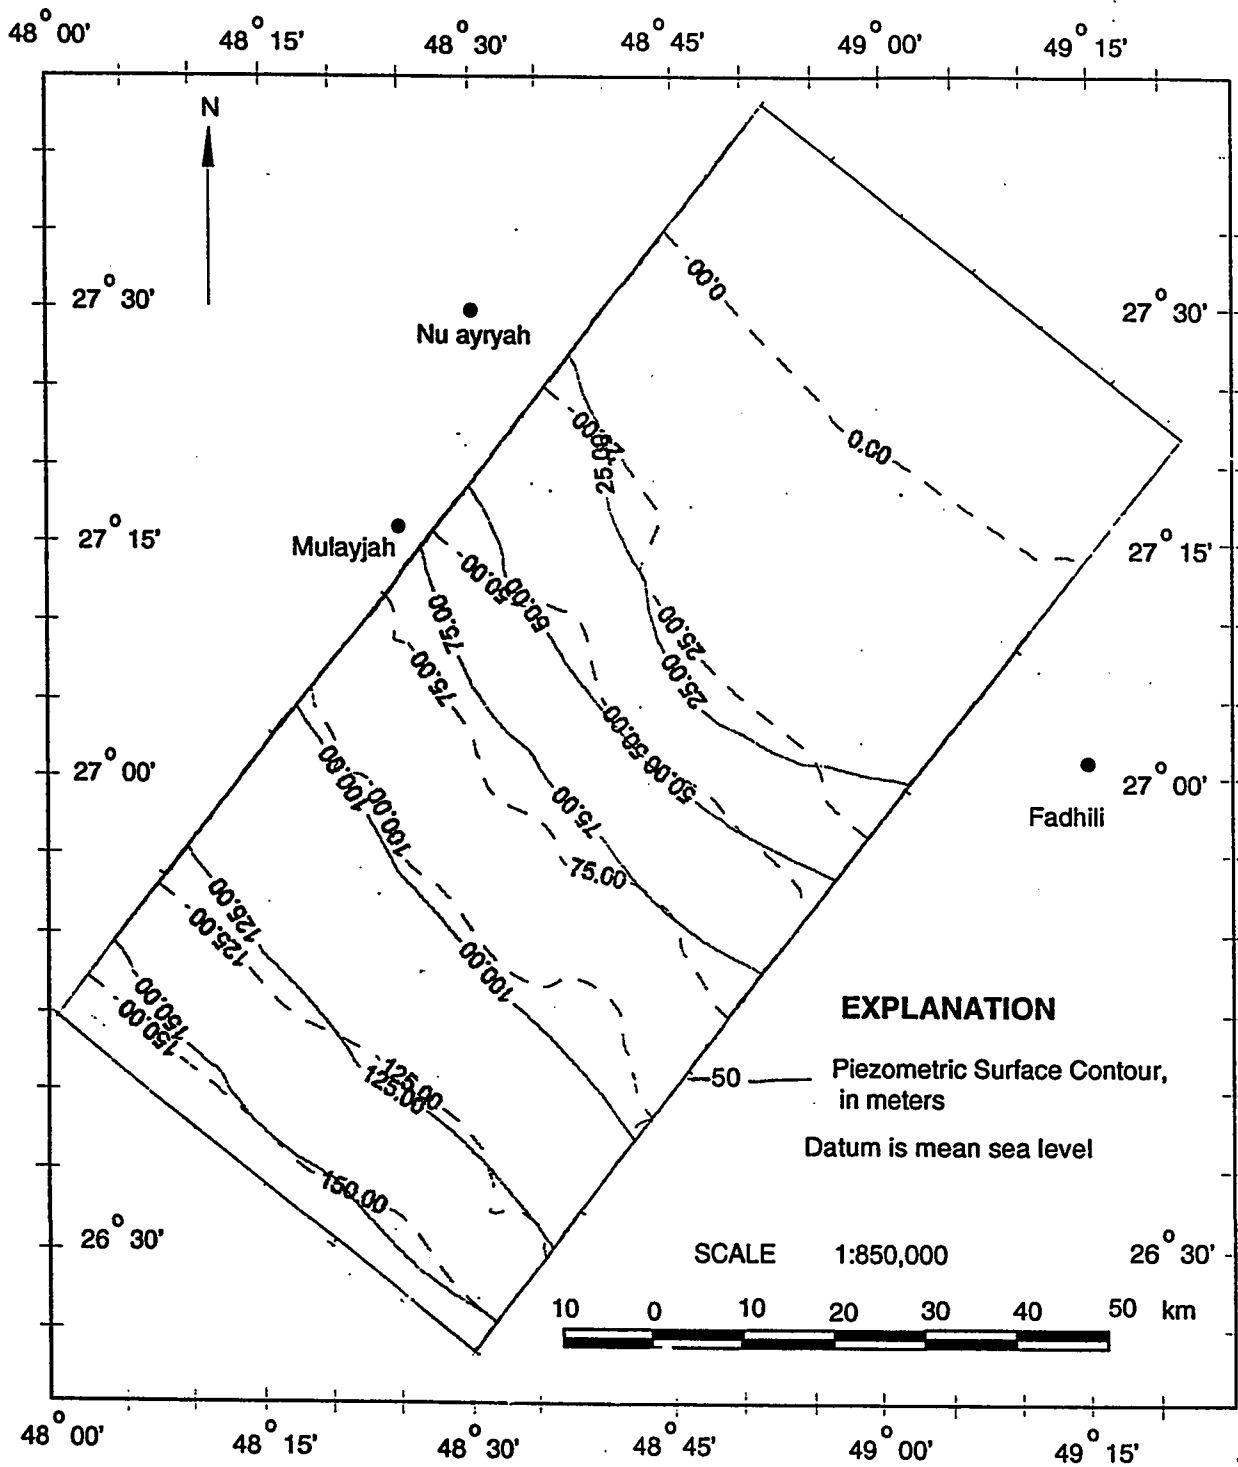 48° 00' 48° 15' 48° 30' 48° 45' 49° 00' 49° 15'
N
0.00
27° 30' 27° 30'
Nu ayryah
0.00
25.00
25.00
27° 15' 27° 15'
Mulayjah
50.00
50.00
75.00
25.00
75.00
25.00
50.00
50.00
27° 00' 27° 00'
100.00
100.00
75.00
Fadhili
75.00
125.00
125.00
100.00
150.00
150.00
EXPLANATION
50
Piezometric Surface Contour,
in meters
125.00
125.00
Datum is mean sea level
150.00
26° 30' 26° 30'
SCALE 1:850,000
10 0 10 20 30 40 50 km
48° 00' 48° 15' 48° 30' 48° 45' 49° 00' 49° 15'